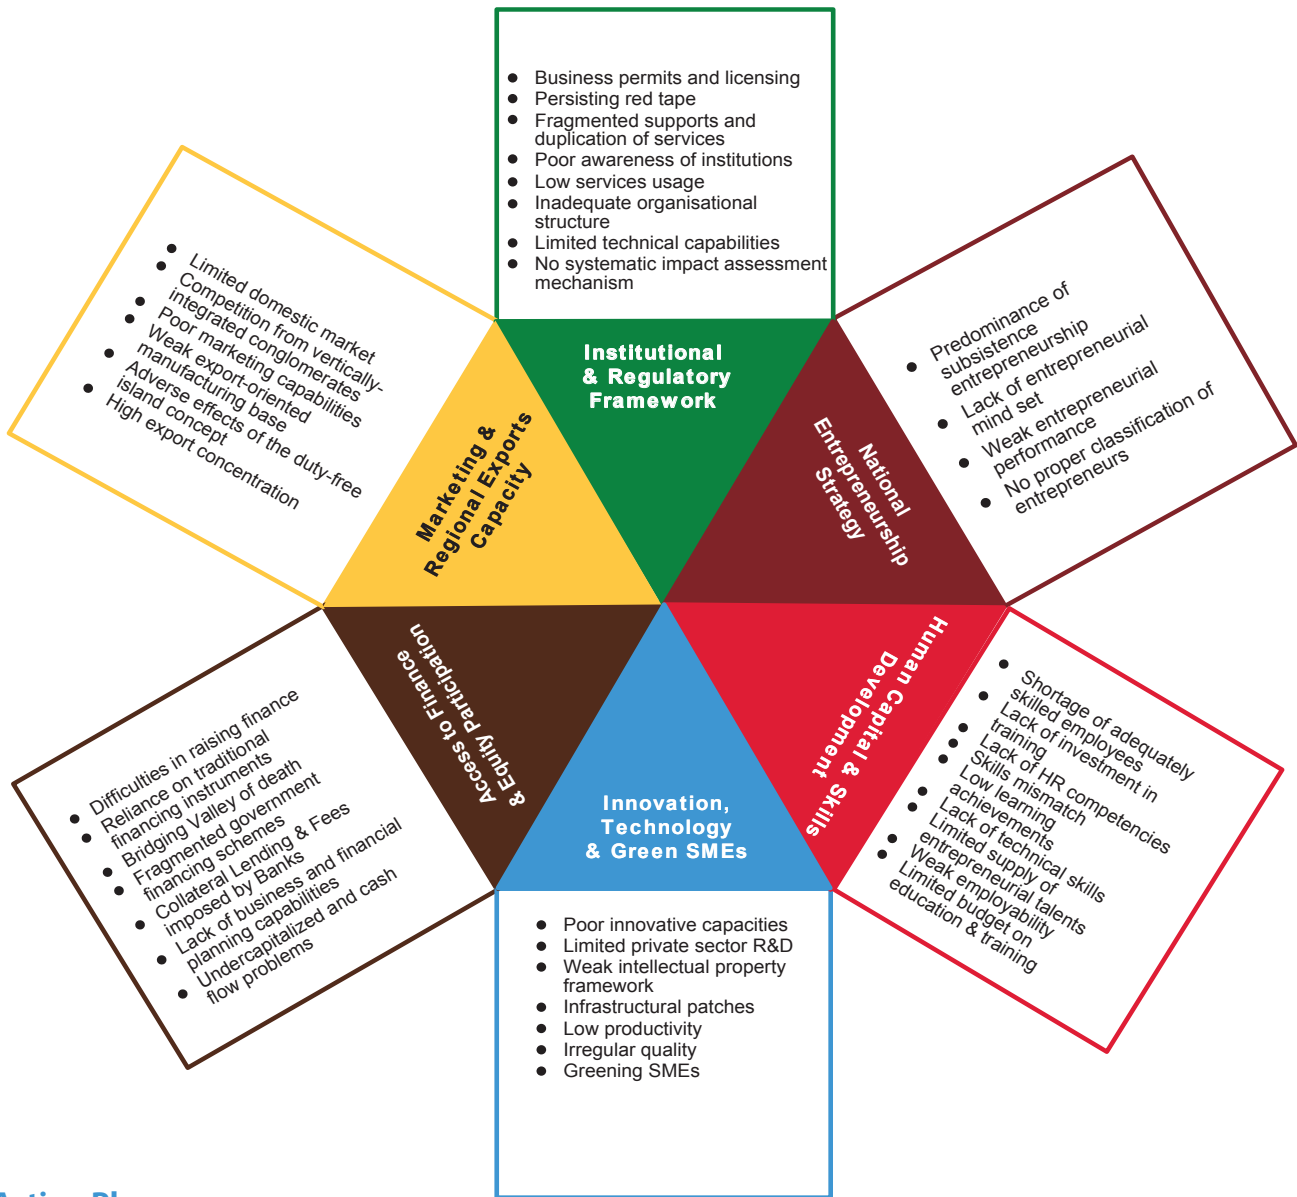 ● Business permits and licensing
● Persisting red tape
● Fragmented supports and
duplication of services
● Poor awareness of institutions
● Low services usage
● Inadequate organisational
structure
● Limited technical capabilities
● No systematic impact assessment
mechanism
Institutional
& Regulatory
Framework
● Predominance of
subsistence
entrepreneurship
● Lack of entrepreneurial
mind set
● Weak entrepreneurial
performance
● No proper classification of
entrepreneurs
National
Entrepreneurship
Strategy
● Shortage of adequately
skilled employees
● Lack of investment in
training
● Lack of HR competencies
● Skills mismatch
● Low learning
achievements
● Lack of technical skills
● Limited supply of
entrepreneurial talents
● Weak employability
● Limited budget on
education & training
Human Capital & Skills
Development
Innovation,
Technology
& Green SMEs
● Poor innovative capacities
● Limited private sector R&D
● Weak intellectual property
framework
● Infrastructural patches
● Low productivity
● Irregular quality
● Greening SMEs
Access to Finance
& Equity Participation
● Difficulties in raising finance
● Reliance on traditional
financing instruments
● Bridging Valley of death
● Fragmented government
financing schemes
● Collateral Lending & Fees
imposed by Banks
● Lack of business and financial
planning capabilities
● Undercapitalized and cash
flow problems
Marketing &
Regional Exports
Capacity
● Limited domestic market
● Competition from vertically-
integrated conglomerates
● Poor marketing capabilities
● Weak export-oriented
manufacturing base
● Adverse effects of the duty-free
island concept
● High export concentration